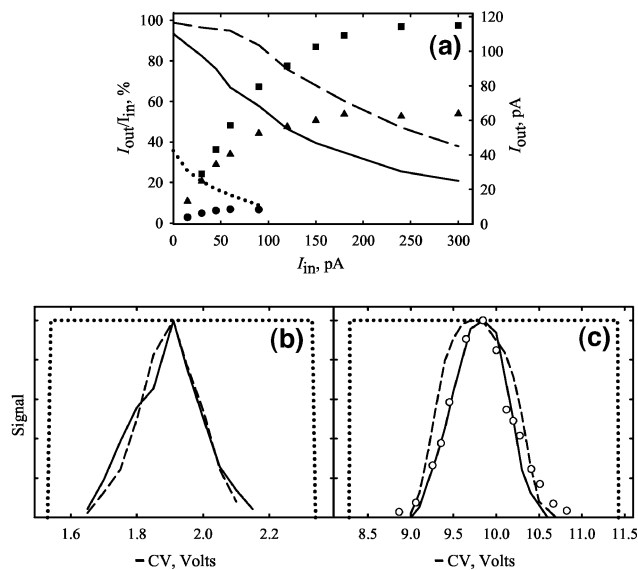 (a)
100
80
60
40
20
0
I_out/I_in, %
120
100
80
60
40
20
0
I_out, pA
0 50 100 150 200 250 300
I_in, pA
(b)
(c)
Signal
1.6 1.8 2.0 2.2
8.5 9.0 9.5 10.0 10.5 11.0 11.5
– CV, Volts
– CV, Volts